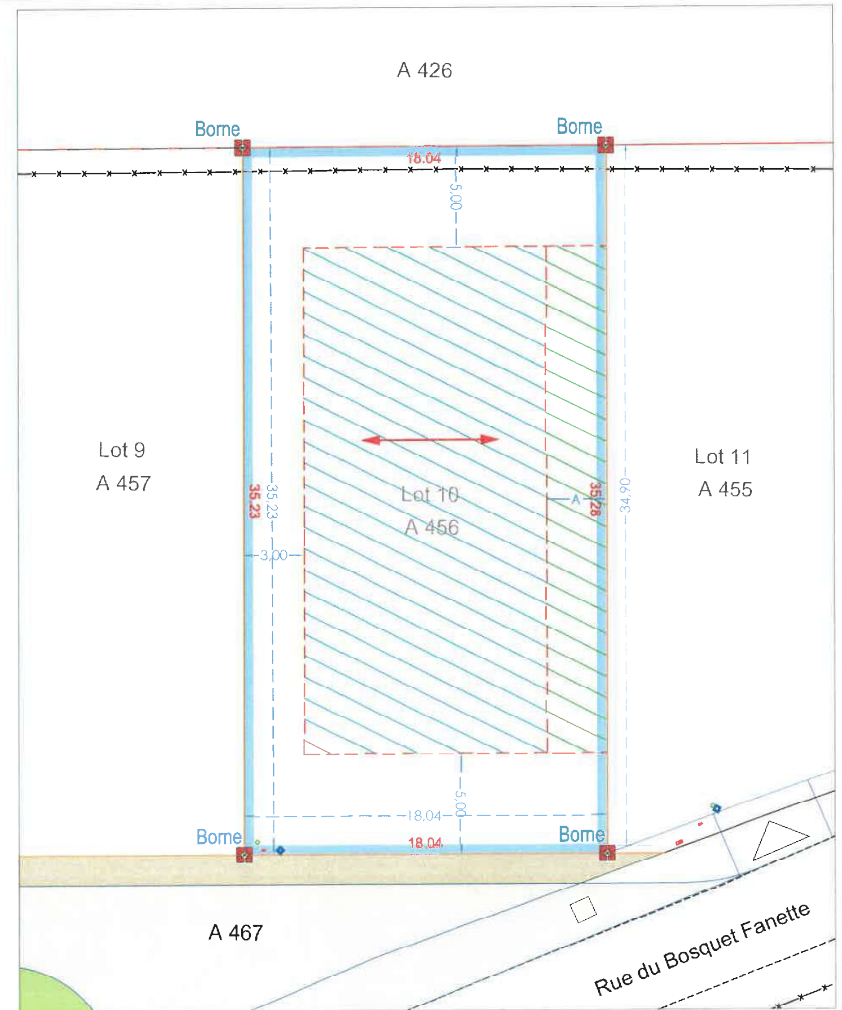 A 426
Borne
Borne
18.04
5,00
Lot 9
A 457
Lot 10
A 456
Lot 11
A 455
35.23
35,23
A
35.28
34,90
3,00
18.04
5,00
18.04
Borne
Borne
A 467
Rue du Bosquet Fanette